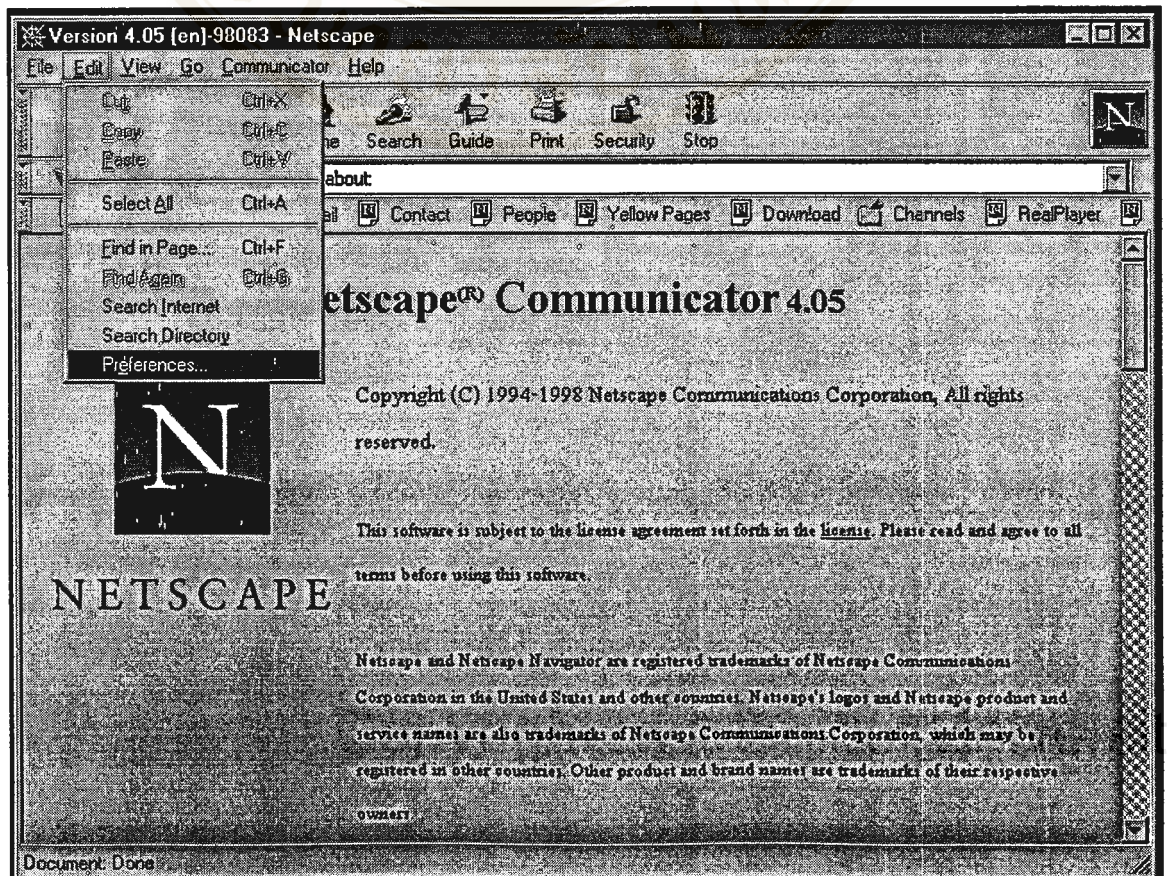 Version 4.05 [en]-98083 - Netscape
File Edit View Go Communicator Help
Cut Ctrl+X
Copy Ctrl+C
Paste Ctrl+V
Select All Ctrl+A
Find in Page... Ctrl+F
Find Again Ctrl+G
Search Internet
Search Directory
Preferences...
Search Guide Print Security Stop
N
about:
Contact People Yellow Pages Download Channels RealPlayer
etscape(R) Communicator 4.05
N
NETSCAPE
Copyright (C) 1994-1998 Netscape Communications Corporation, All rights
reserved.
This software is subject to the license agreement set forth in the license. Please read and agree to all
terms before using this software.
Netscape and Netscape Navigator are registered trademarks of Netscape Communications
Corporation in the United States and other countries. Netscape's logos and Netscape product and
service names are also trademarks of Netscape Communications Corporation, which may be
registered in other countries. Other product and brand names are trademarks of their respective
owners.
Document: Done